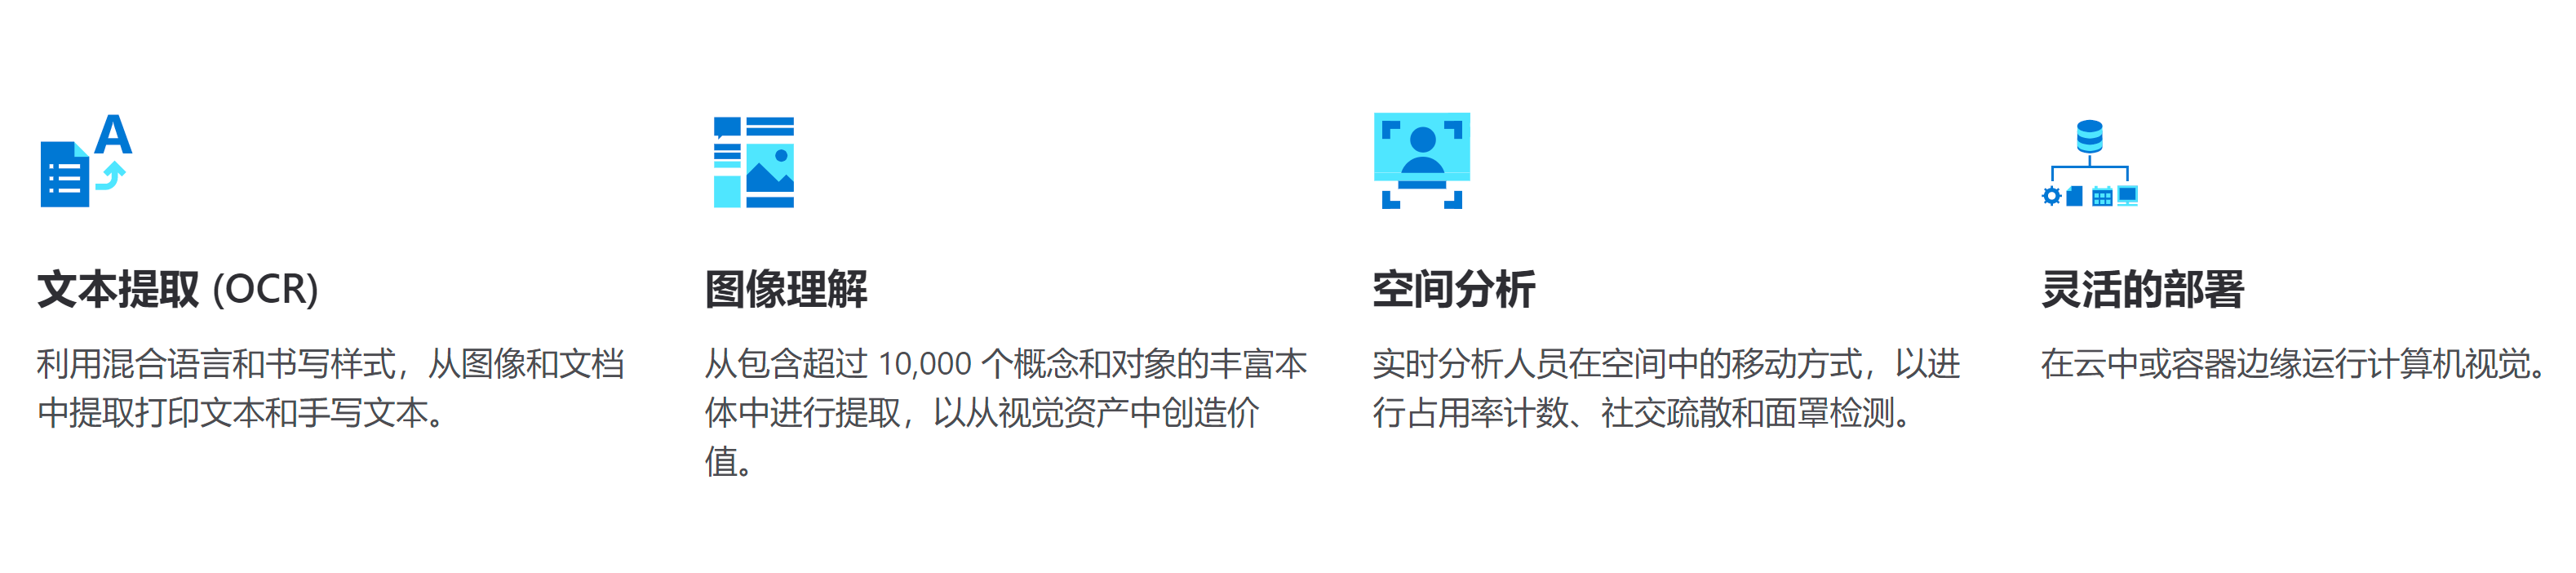 A
文本提取 (OCR)
利用混合语言和书写样式，从图像和文档
中提取打印文本和手写文本。
图像理解
从包含超过 10,000 个概念和对象的丰富本
体中进行提取，以从视觉资产中创造价
值。
空间分析
实时分析人员在空间中的移动方式，以进
行占用率计数、社交疏散和面罩检测。
灵活的部署
在云中或容器边缘运行计算机视觉。